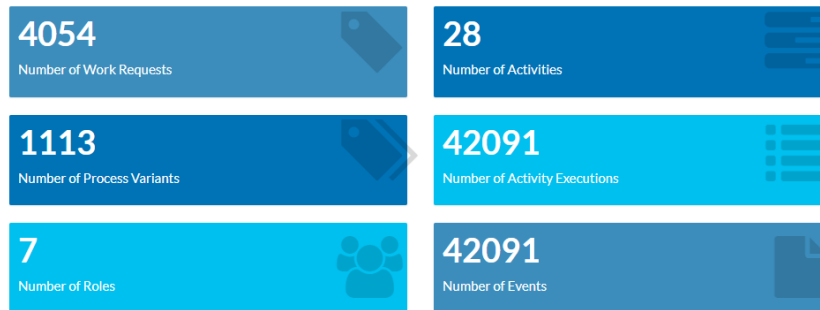 4054
Number of Work Requests
28
Number of Activities
1113
Number of Process Variants
42091
Number of Activity Executions
7
Number of Roles
42091
Number of Events